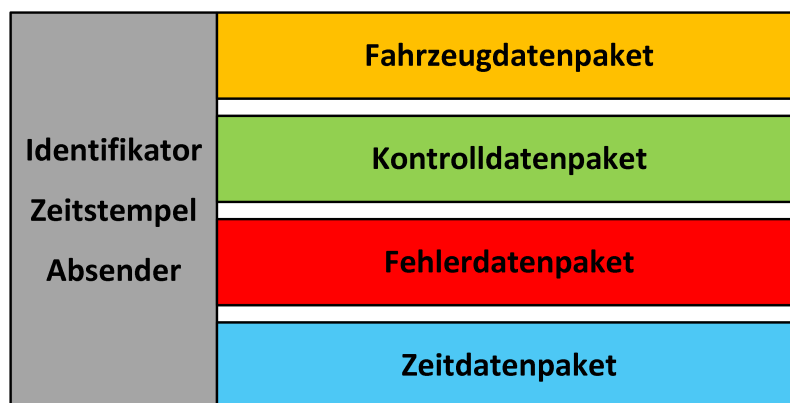 Identifikator
Zeitstempel
Absender
Fahrzeugdatenpaket
Kontrolldatenpaket
Fehlerdatenpaket
Zeitdatenpaket